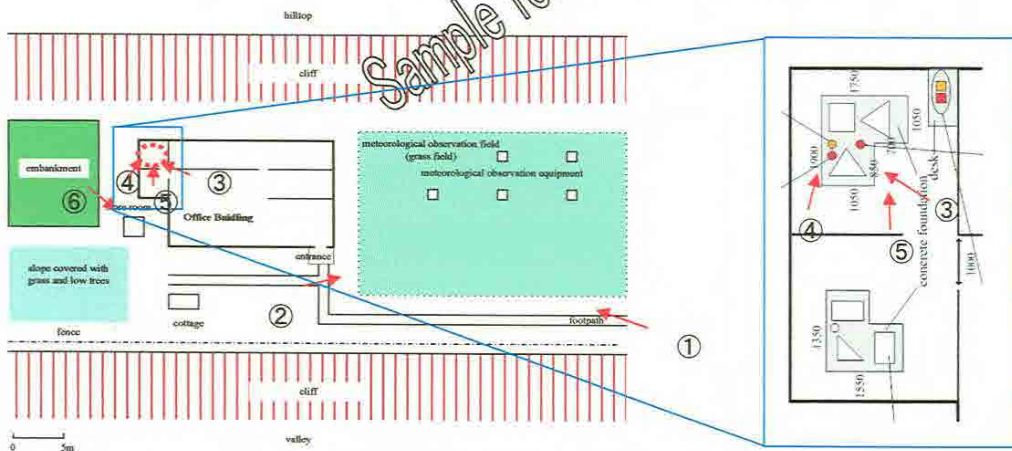 hilltop
Sample
cliff
meteorological observation field
(grass field)
meteorological observation equipment
embankment
④
③
⑥
⑤
Office Buidling
entrance
slope covered with
grass and low trees
cottage
②
footpath
①
fence
cliff
valley
0 5m
1750
1050
1900
700
850
desk
1050
④
③
⑤
concrete foundation
1000
1350
1550